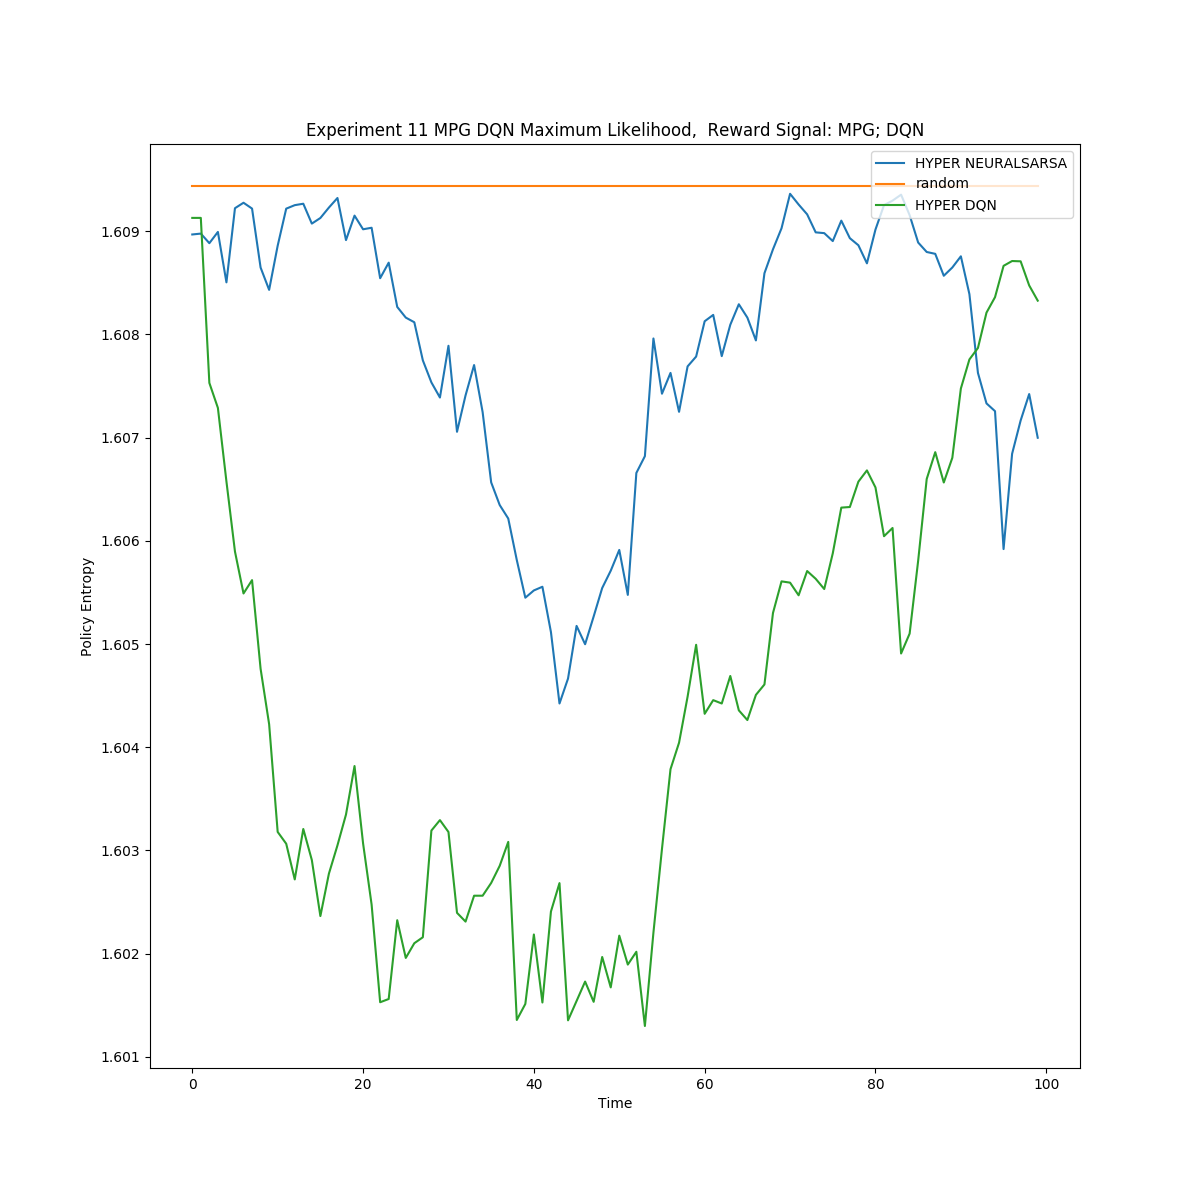 Experiment 11 MPG DQN Maximum Likelihood,  Reward Signal: MPG; DQN
HYPER NEURALSARSA
random
HYPER DQN
1.609
1.608
1.607
1.606
1.605
1.604
1.603
1.602
1.601
Policy Entropy
0
20
40
60
80
100
Time